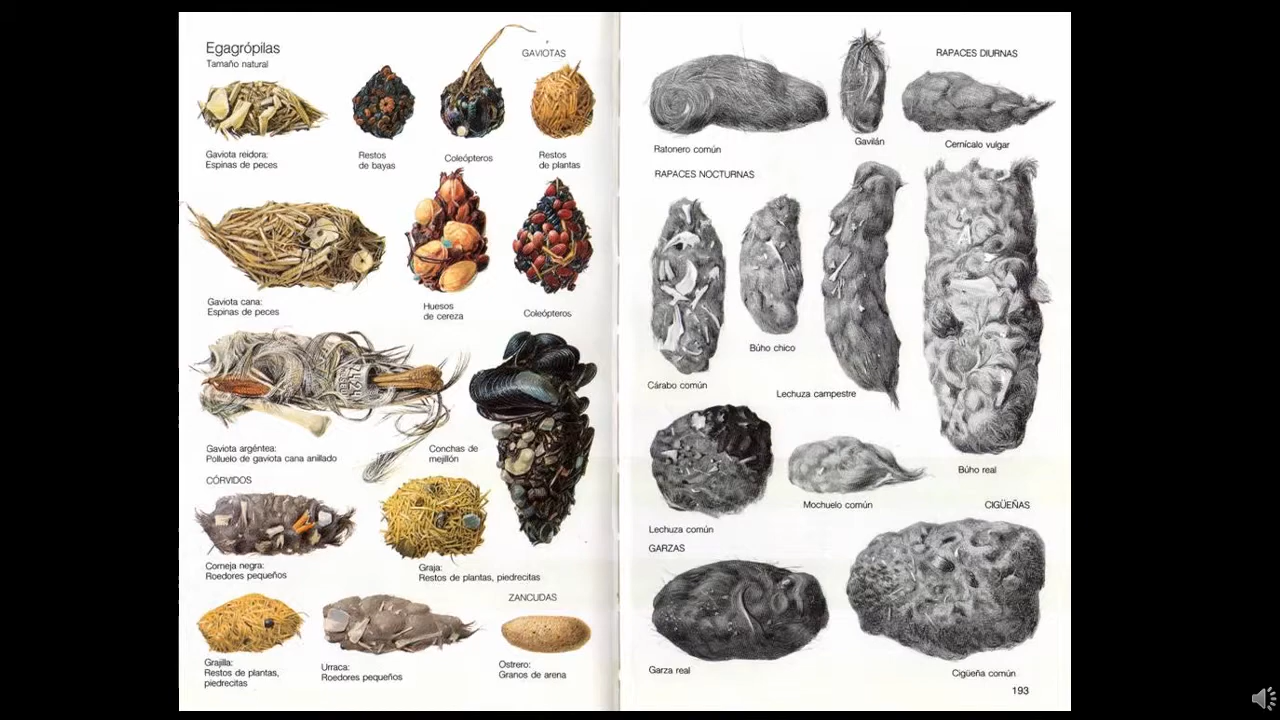 Egagrópilas
Tamaño natural
GAVIOTAS
Gaviota reidora:
Espinas de peces
Restos
de bayas
Coleópteros
Restos
de plantas
Gaviota cana:
Espinas de peces
Huesos
de cereza
Coleópteros
Gaviota argéntea:
Polluelo de gaviota cana anillado
Conchas de
mejillón
CÓRVIDOS
Corneja negra:
Roedores pequeños
Graja:
Restos de plantas, piedrecitas
ZANCUDAS
Grajilla:
Restos de plantas,
piedrecitas
Urraca:
Roedores pequeños
Ostrero:
Granos de arena
RAPACES DIURNAS
Ratonero común
Gavilán
Cernícalo vulgar
RAPACES NOCTURNAS
Cárabo común
Búho chico
Lechuza campestre
Búho real
Lechuza común
Mochuelo común
CIGÜEÑAS
GARZAS
Garza real
Cigüeña común
193